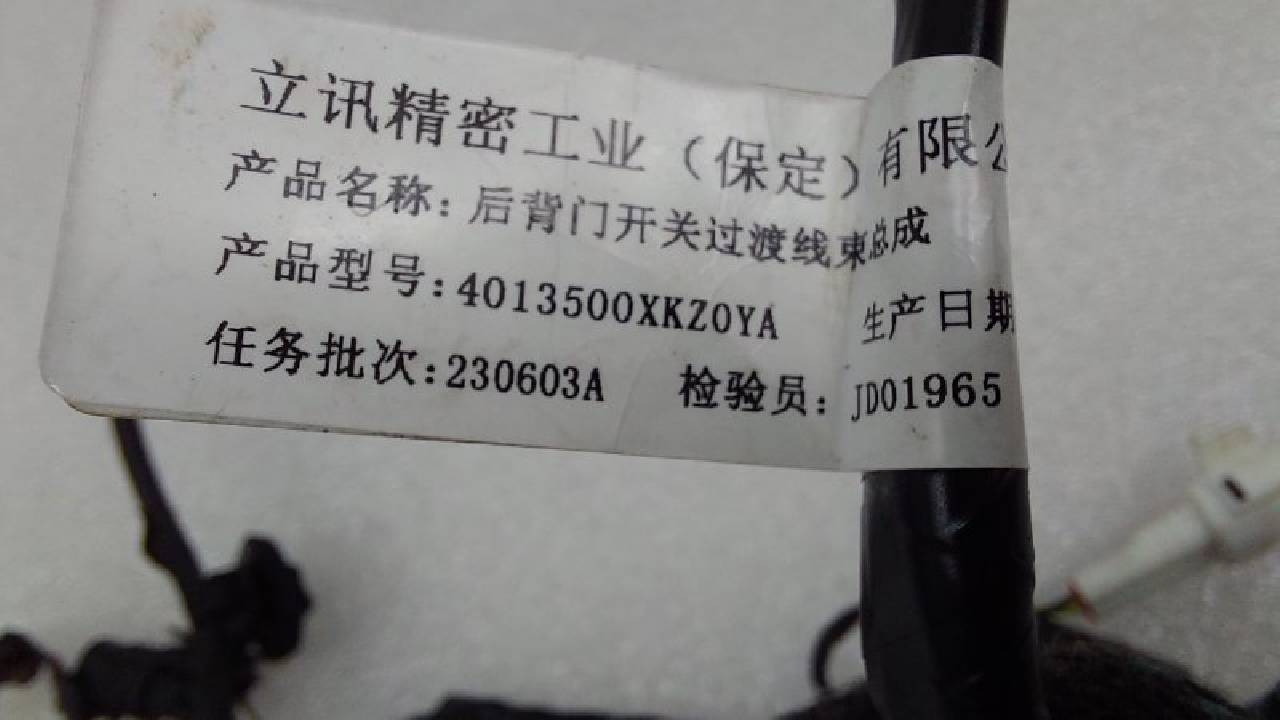 立讯精密工业（保定）有限公
产品名称：后背门开关过渡线束总成
产品型号：4013500XKZ0YA 生产日期
任务批次：230603A 检验员：JD01965